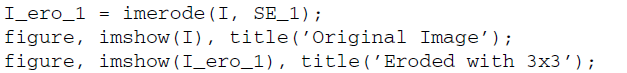 I_ero_1 = imerode(I, SE_1);
figure, imshow(I), title(’Original Image’);
figure, imshow(I_ero_1), title(’Eroded with 3x3’);